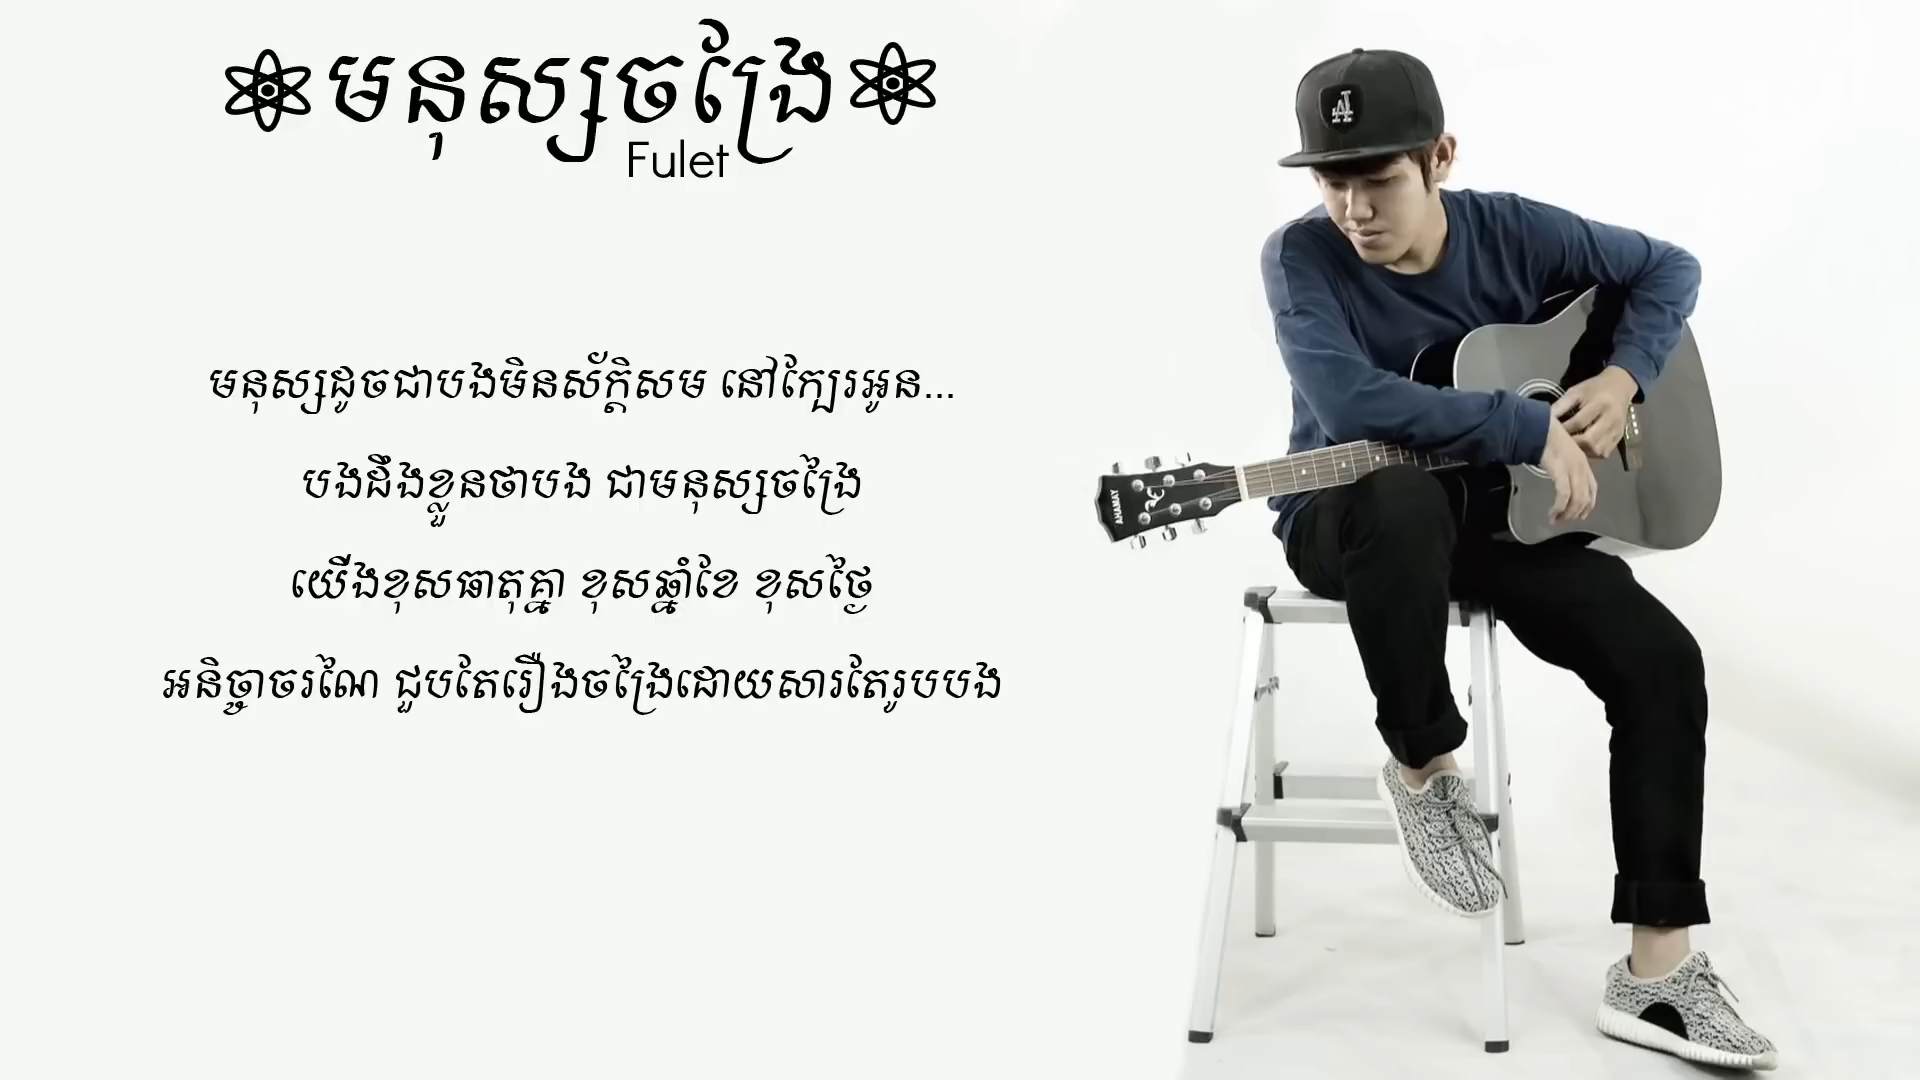 មនុស្សចង្រៃ
Fulet
មនុស្សដូចជាបងមិនស័ក្តិសម នៅក្បែរអូន...
បងដឹងខ្លួនថាបង ជាមនុស្សចង្រៃ
យើងខុសធាតុគ្នា ខុសឆ្នាំខែ ខុសថ្ងៃ
អនិច្ចាចរណៃ ជួបតែរឿងចង្រៃដោយសារតែរូបបង
AHAMAY